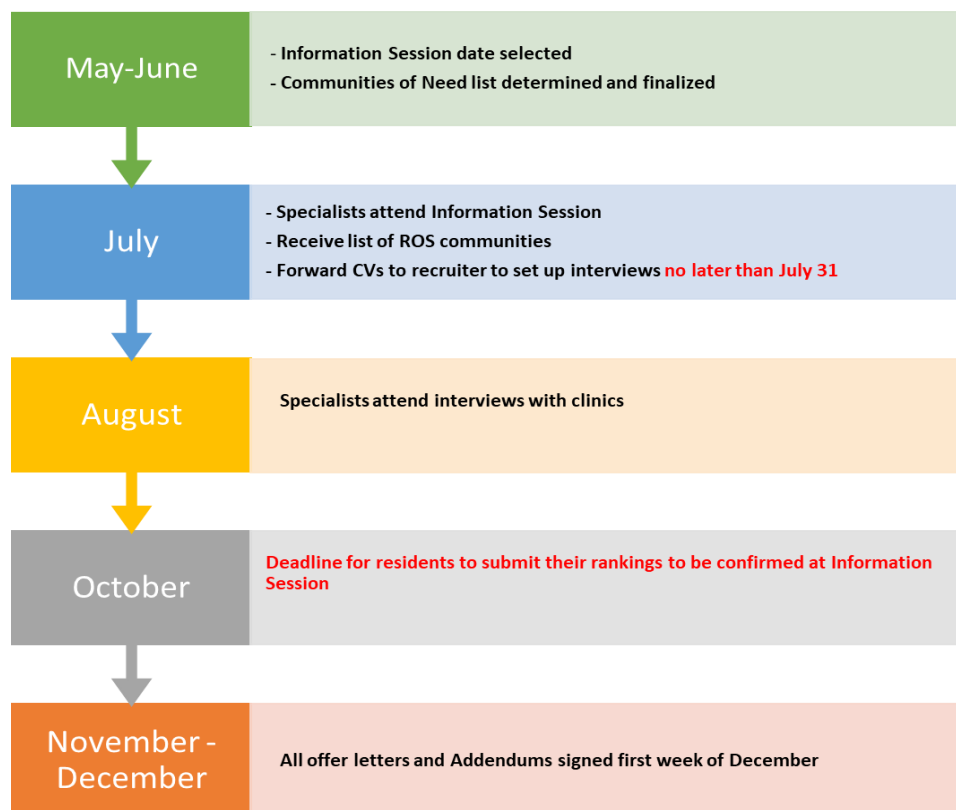 May-June
- Information Session date selected
- Communities of Need list determined and finalized
July
- Specialists attend Information Session
- Receive list of ROS communities
- Forward CVs to recruiter to set up interviews no later than July 31
August
Specialists attend interviews with clinics
October
Deadline for residents to submit their rankings to be confirmed at Information
Session
November -
December
All offer letters and Addendums signed first week of December